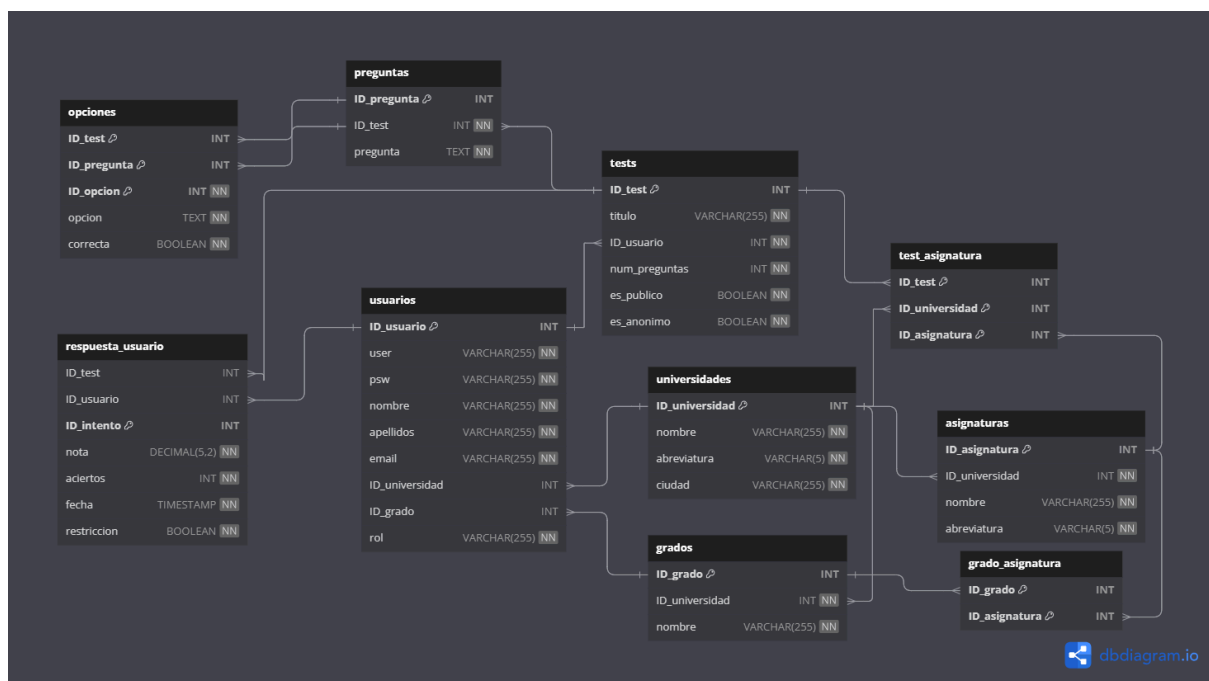 preguntas
ID_pregunta INT
ID_test INT NN
pregunta TEXT NN
opciones
ID_test INT
ID_pregunta INT
ID_opcion INT NN
opcion TEXT NN
correcta BOOLEAN NN
tests
ID_test INT
titulo VARCHAR(255) NN
ID_usuario INT NN
num_preguntas INT NN
es_publico BOOLEAN NN
es_anonimo BOOLEAN NN
test_asignatura
ID_test INT
ID_universidad INT
ID_asignatura INT
usuarios
ID_usuario INT
user VARCHAR(255) NN
psw VARCHAR(255) NN
nombre VARCHAR(255) NN
apellidos VARCHAR(255) NN
email VARCHAR(255) NN
ID_universidad INT
ID_grado INT
rol VARCHAR(255) NN
respuesta_usuario
ID_test INT
ID_usuario INT
ID_intento INT
nota DECIMAL(5,2) NN
aciertos INT NN
fecha TIMESTAMP NN
restriccion BOOLEAN NN
universidades
ID_universidad INT
nombre VARCHAR(255) NN
abreviatura VARCHAR(5) NN
ciudad VARCHAR(255) NN
asignaturas
ID_asignatura INT
ID_universidad INT NN
nombre VARCHAR(255) NN
abreviatura VARCHAR(5) NN
grados
ID_grado INT
ID_universidad INT NN
nombre VARCHAR(255) NN
grado_asignatura
ID_grado INT
ID_asignatura INT
dbdiagram.io